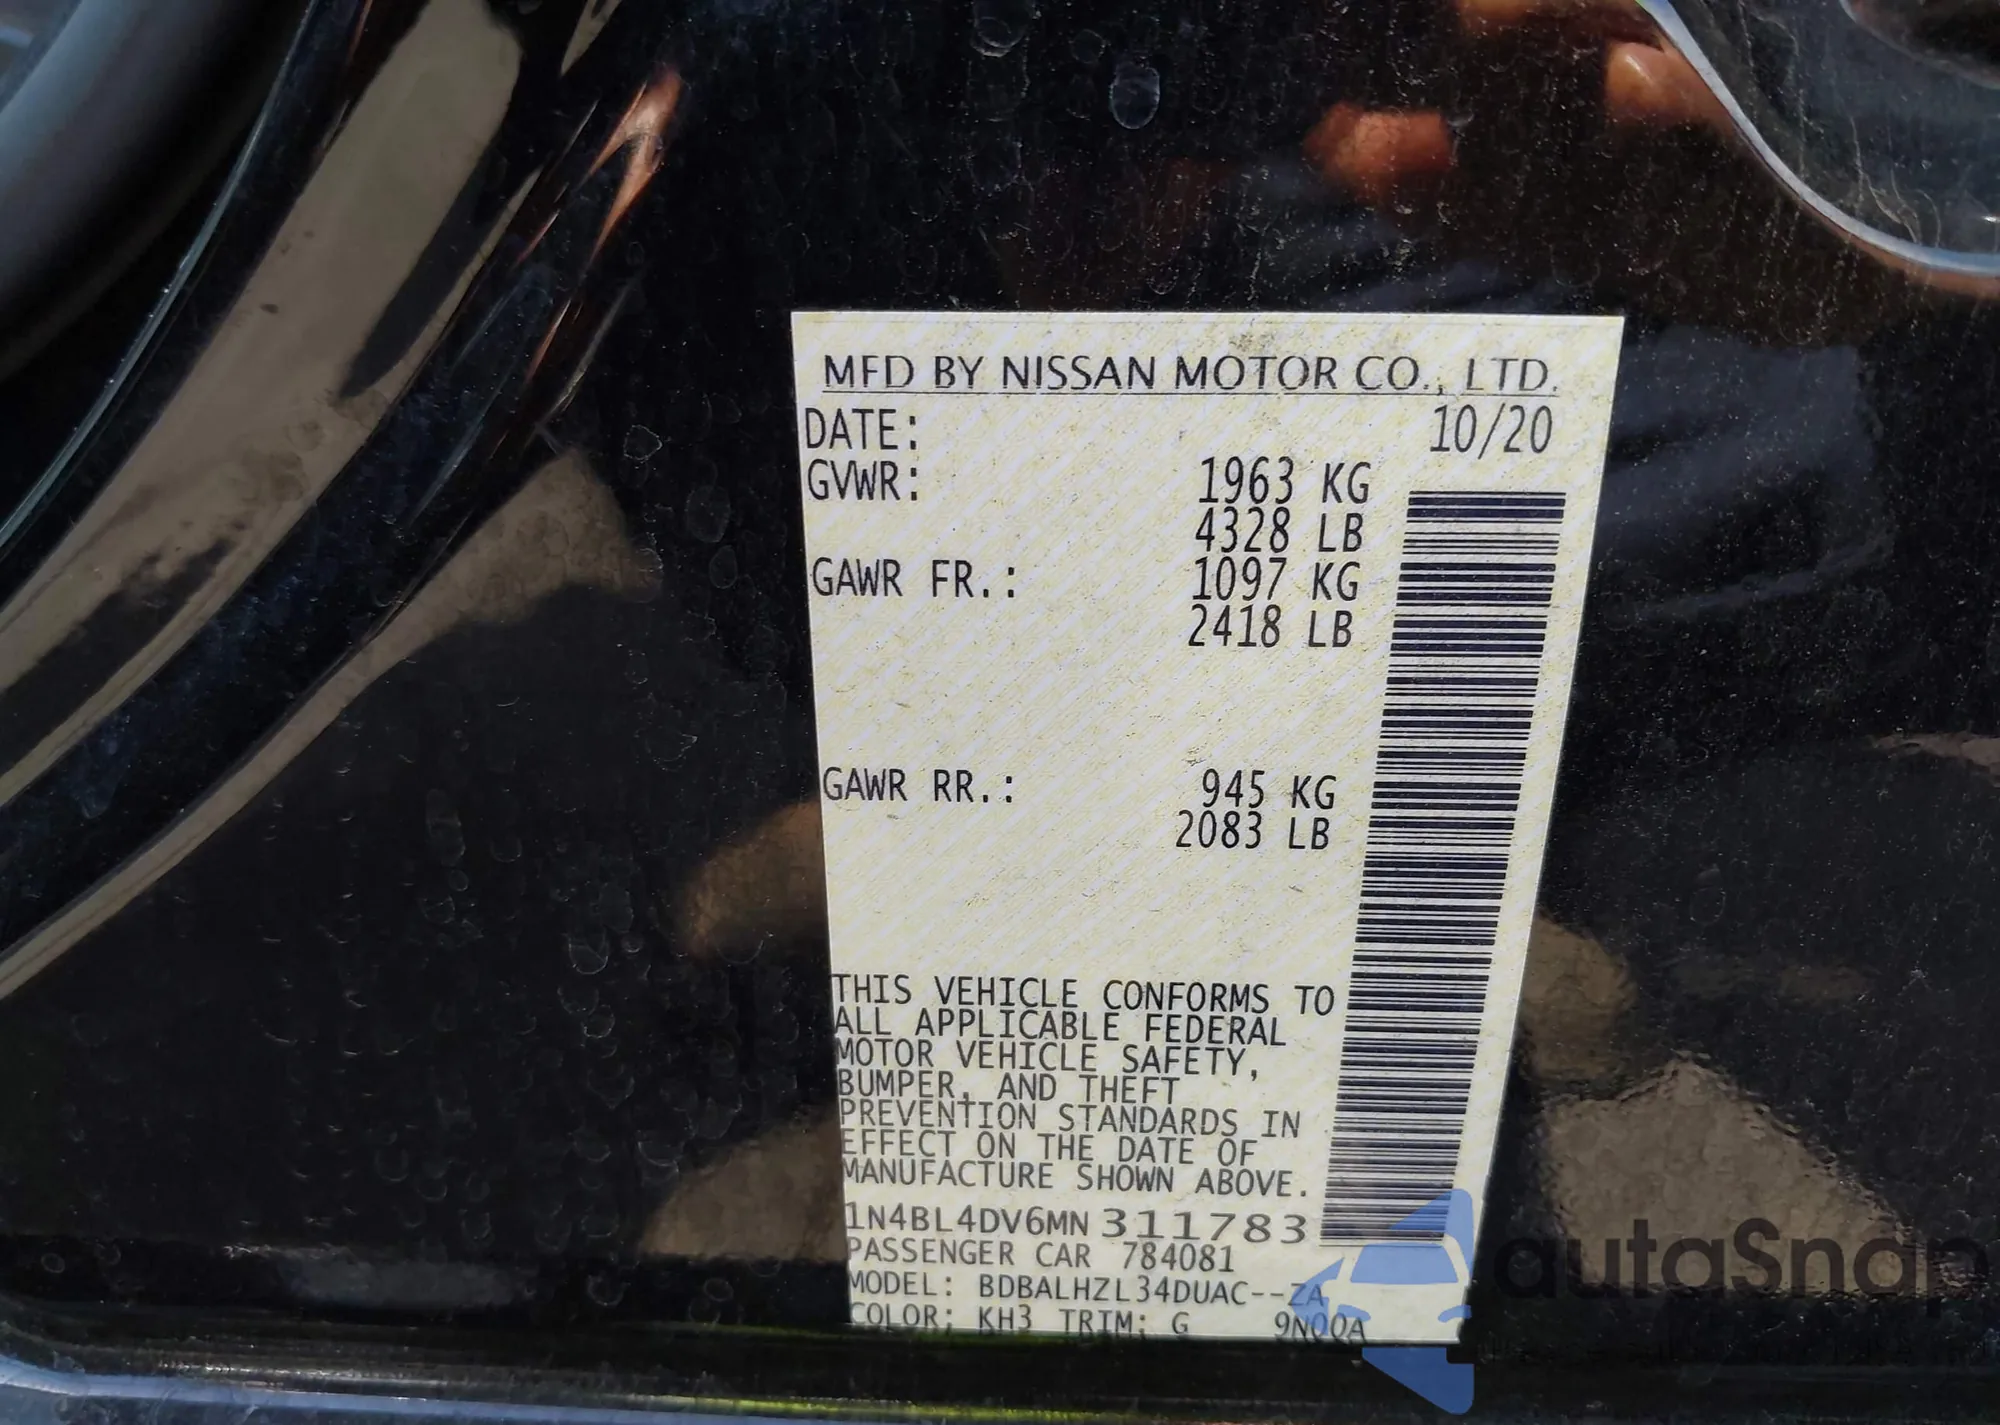 MFD BY NISSAN MOTOR CO., LTD.
DATE: 10/20
GVWR: 1963 KG
4328 LB
GAWR FR.: 1097 KG
2418 LB
GAWR RR.: 945 KG
2083 LB
THIS VEHICLE CONFORMS TO
ALL APPLICABLE FEDERAL
MOTOR VEHICLE SAFETY,
BUMPER, AND THEFT
PREVENTION STANDARDS IN
EFFECT ON THE DATE OF
MANUFACTURE SHOWN ABOVE.
1N4BL4DV6MN311783
PASSENGER CAR 784081
MODEL: BDBALHZL34DUAC--ZA
COLOR: KH3 TRIM: G 9N00A
autaSnap